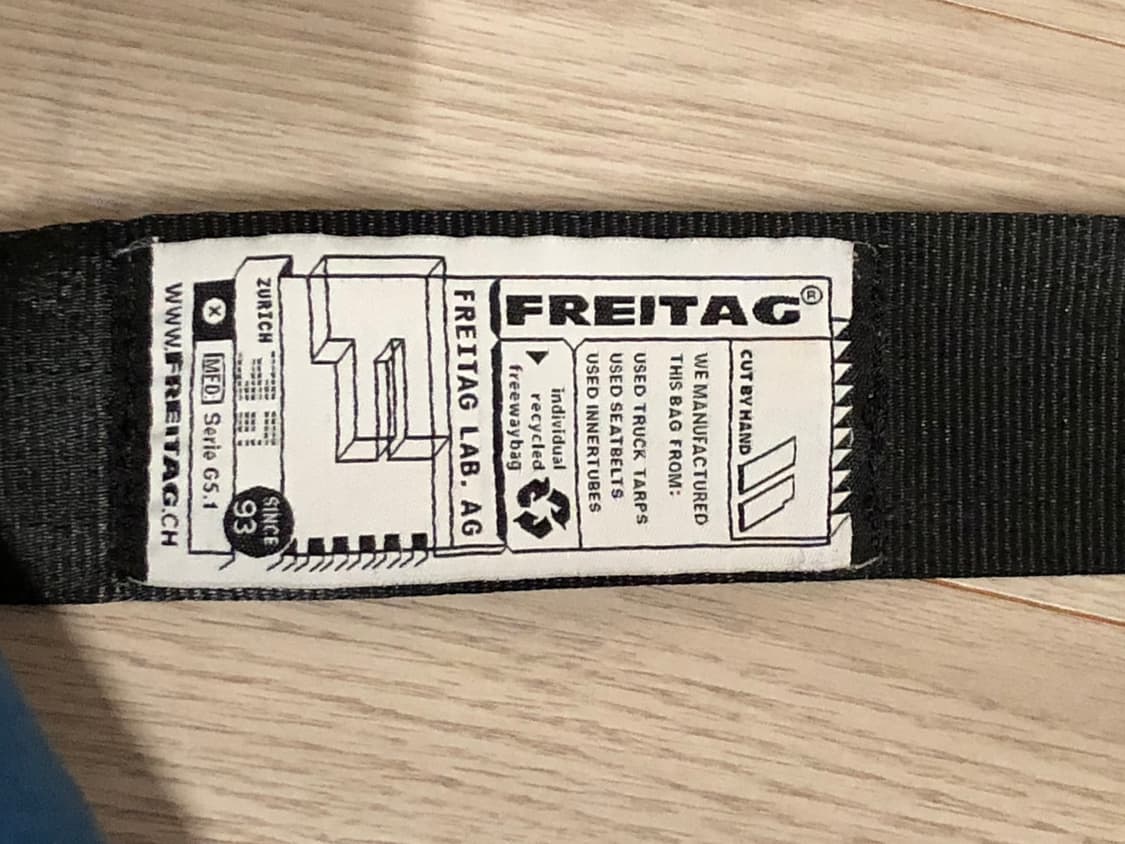 FREITAG®
CUT BY HAND
WE MANUFACTURED
THIS BAG FROM:
USED TRUCK TARPS
USED SEATBELTS
USED INNERTUBES
individual
recycled
freewaybag
FREITAG LAB. AG
ZURICH
SINCE
93
X
MFD. Serie G5.1
WWW.FREITAG.CH